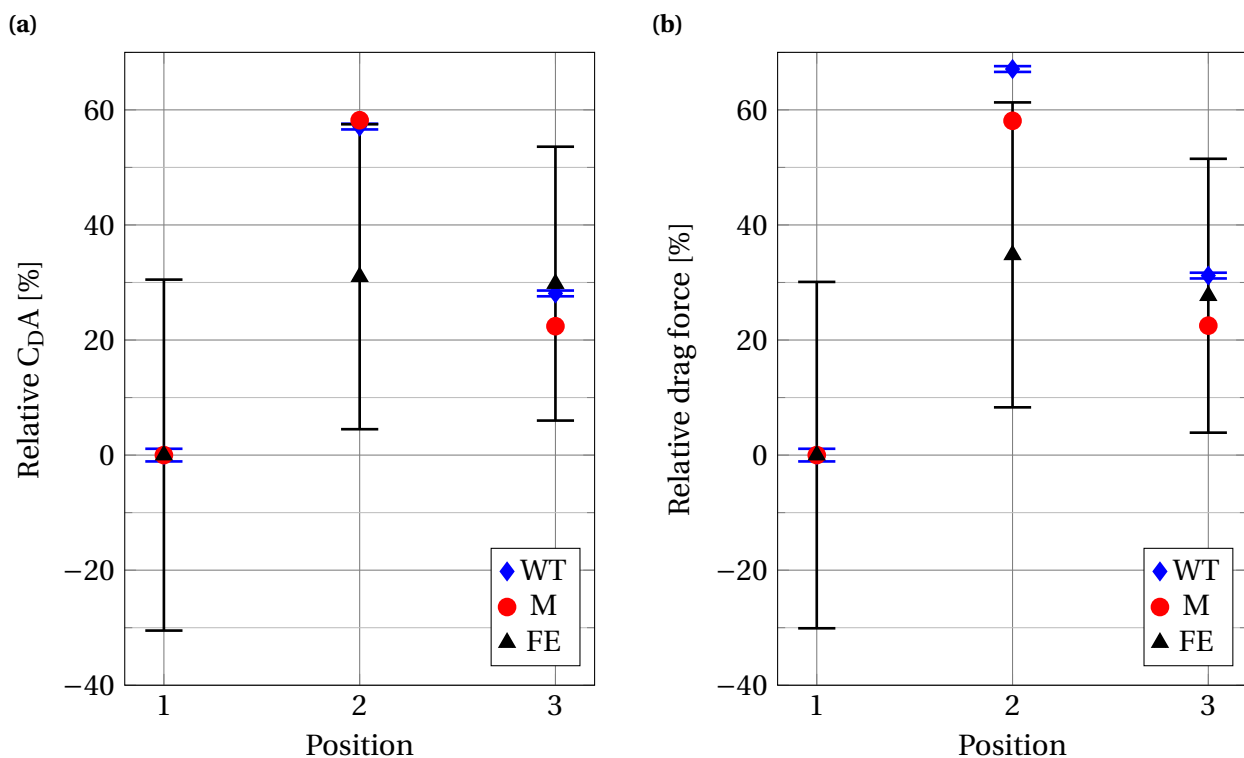 (a)
Relative C_DA [%]
60
40
20
0
−20
−40
1 2 3
Position
WT
M
FE
(b)
Relative drag force [%]
60
40
20
0
−20
−40
1 2 3
Position
WT
M
FE